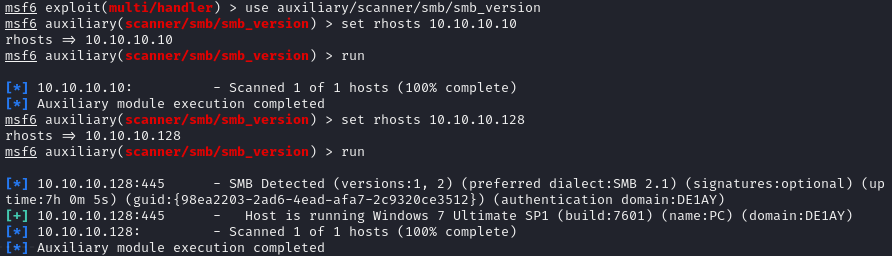 msf6 exploit(multi/handler) > use auxiliary/scanner/smb/smb_version
msf6 auxiliary(scanner/smb/smb_version) > set rhosts 10.10.10.10
rhosts => 10.10.10.10
msf6 auxiliary(scanner/smb/smb_version) > run
[*] 10.10.10.10:          - Scanned 1 of 1 hosts (100% complete)
[*] Auxiliary module execution completed
msf6 auxiliary(scanner/smb/smb_version) > set rhosts 10.10.10.128
rhosts => 10.10.10.128
msf6 auxiliary(scanner/smb/smb_version) > run
[*] 10.10.10.128:445      - SMB Detected (versions:1, 2) (preferred dialect:SMB 2.1) (signatures:optional) (up
time:7h 0m 5s) (guid:{98ea2203-2ad6-4ead-afa7-2c9320ce3512}) (authentication domain:DE1AY)
[+] 10.10.10.128:445      -   Host is running Windows 7 Ultimate SP1 (build:7601) (name:PC) (domain:DE1AY)
[*] 10.10.10.128:         - Scanned 1 of 1 hosts (100% complete)
[*] Auxiliary module execution completed